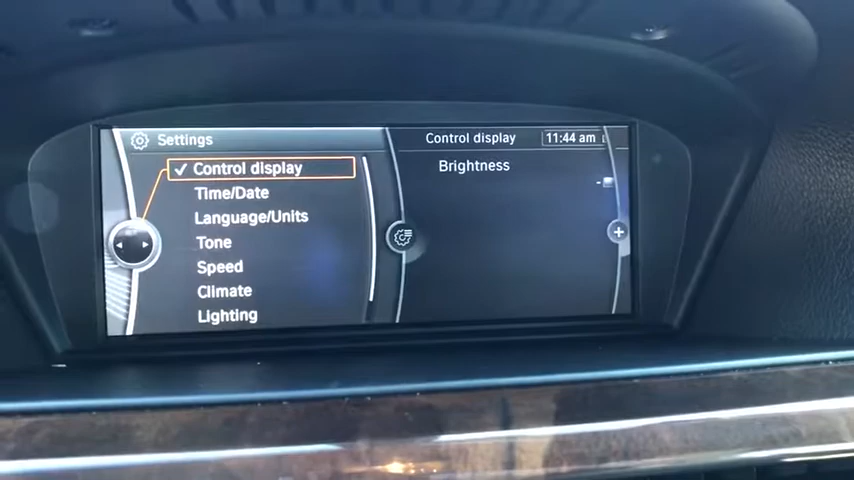 Settings
Control display
Time/Date
Language/Units
Tone
Speed
Climate
Lighting
Control display
11:44 am
Brightness